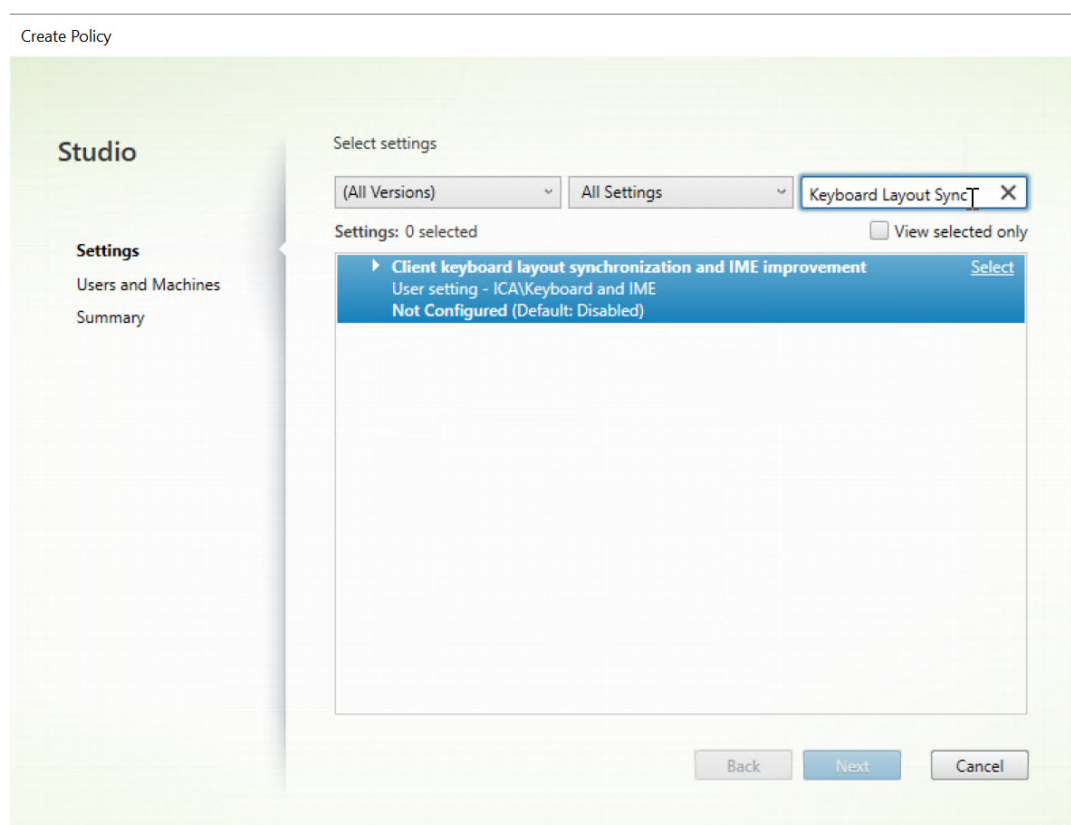 Create Policy
Studio
Settings
Users and Machines
Summary
Select settings
(All Versions)
All Settings
Keyboard Layout Sync
Settings: 0 selected
View selected only
Client keyboard layout synchronization and IME improvement
Select
User setting - ICA\Keyboard and IME
Not Configured (Default: Disabled)
Back
Next
Cancel